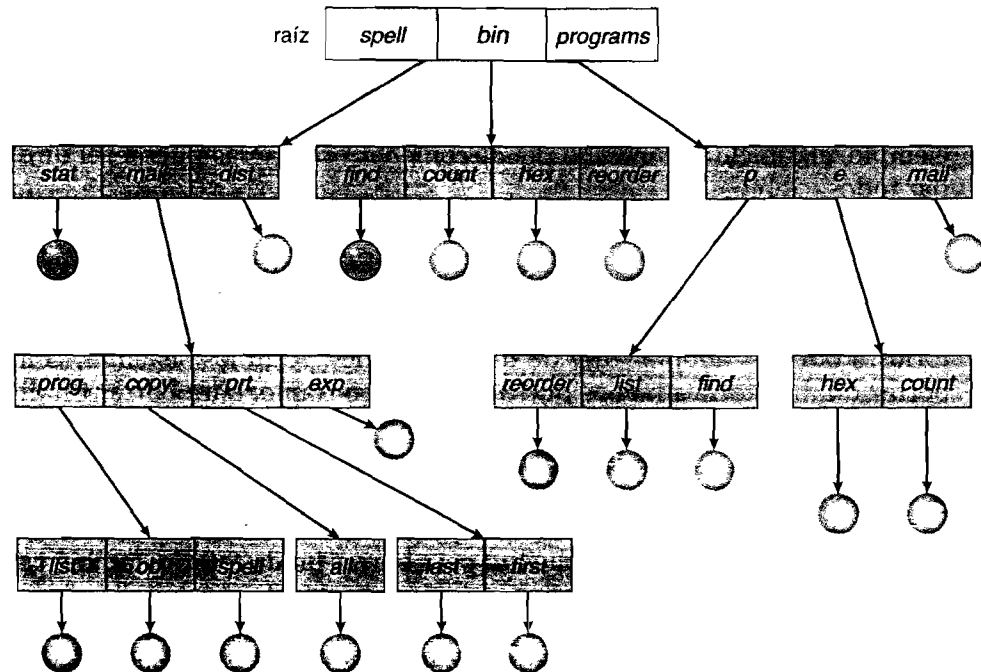 raíz spell bin programs
stat mail dist find count hex reorder p e mail
prog copy prt exp reorder list find hex count
list obj spell all last first